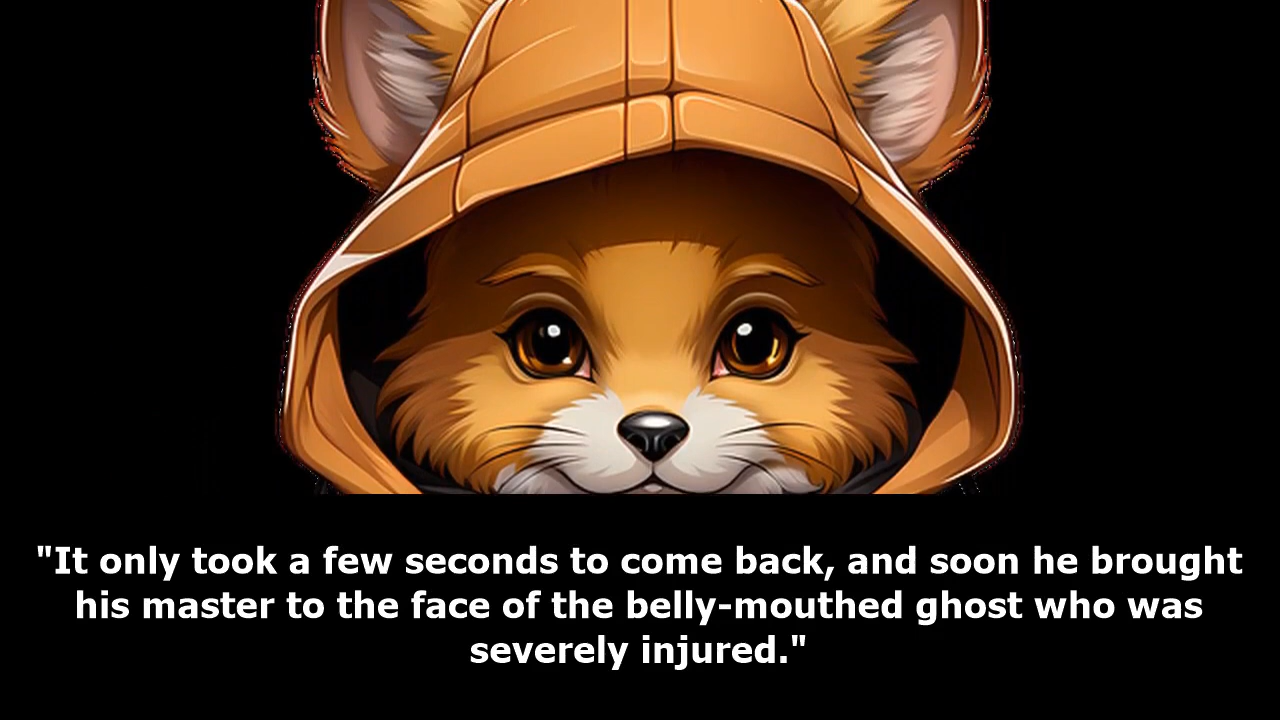 "It only took a few seconds to come back, and soon he brought
his master to the face of the belly-mouthed ghost who was
severely injured."